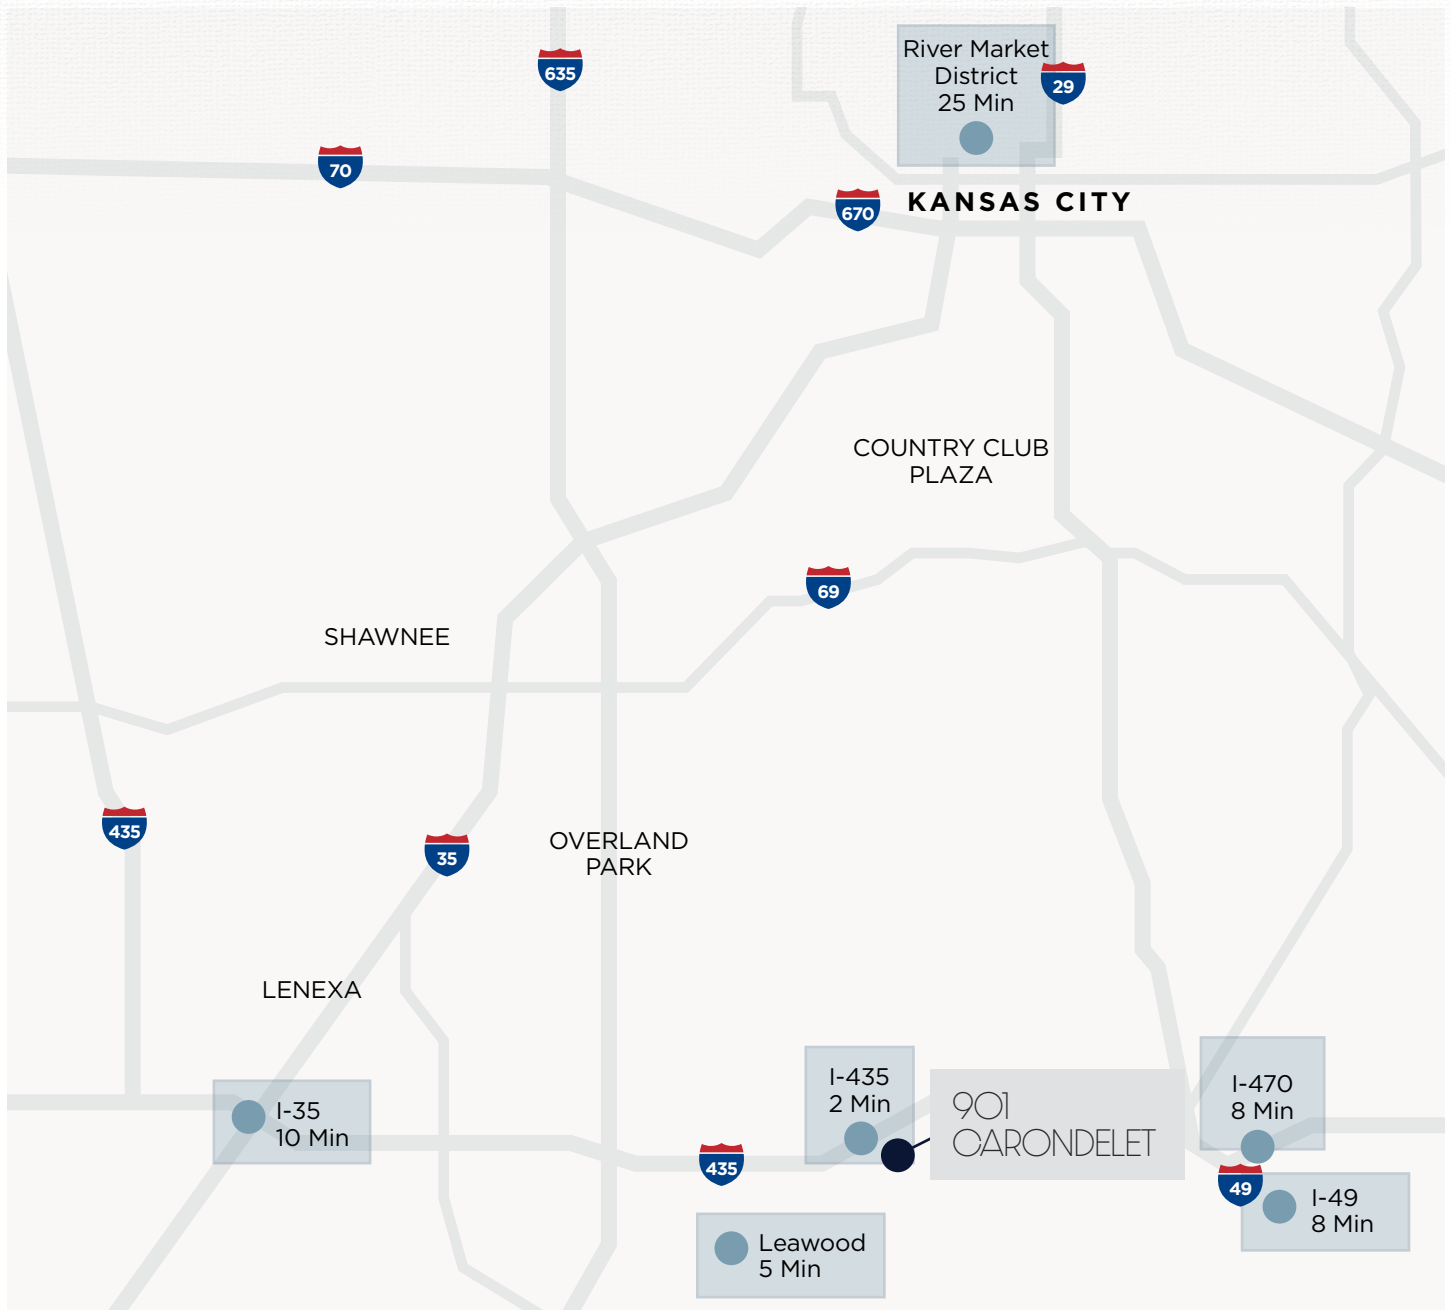 River Market
District
25 Min
635
29
70
670
KANSAS CITY
COUNTRY CLUB
PLAZA
69
SHAWNEE
435
35
OVERLAND
PARK
LENEXA
I-435
2 Min
901
CARONDELET
I-470
8 Min
I-35
10 Min
435
49
I-49
8 Min
Leawood
5 Min